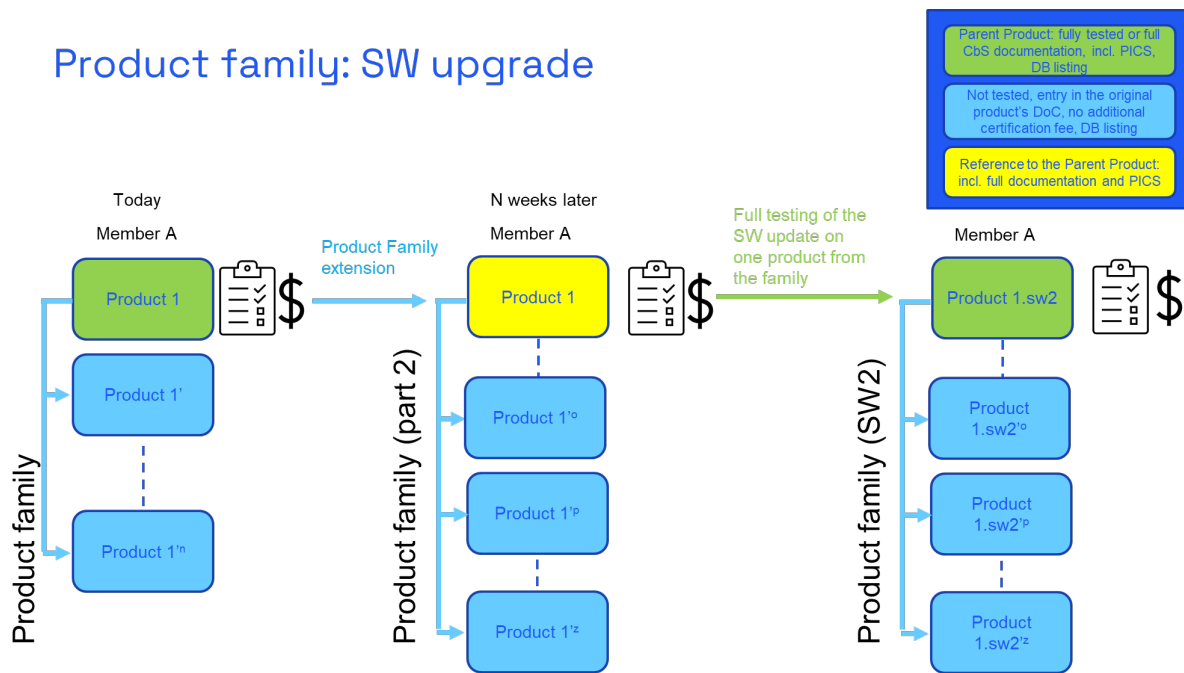 Product family: SW upgrade
Parent Product: fully tested or full
CbS documentation, incl. PICS,
DB listing
Not tested, entry in the original
product's DoC, no additional
certification fee, DB listing
Reference to the Parent Product:
incl. full documentation and PICS
Today
Member A
Product 1
$
Product 1'
Product 1'ⁿ
Product family
Product Family
extension
N weeks later
Member A
Product 1
$
Product 1'ᵒ
Product 1'ᵖ
Product 1'ᶻ
Product family (part 2)
Full testing of the
SW update on
one product from
the family
Member A
Product 1.sw2
$
Product
1.sw2'ᵒ
Product
1.sw2'ᵖ
Product
1.sw2'ᶻ
Product family (SW2)